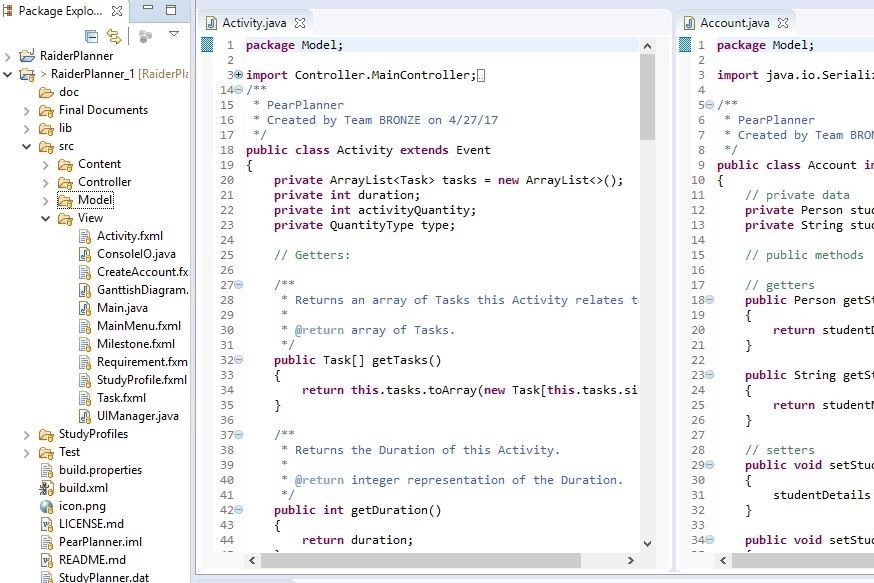 Package Explo...
RaiderPlanner
> RaiderPlanner_1 [RaiderPla
doc
Final Documents
lib
src
Content
Controller
Model
View
Activity.fxml
ConsoleIO.java
CreateAccount.fx
GanttishDiagram.
Main.java
MainMenu.fxml
Milestone.fxml
Requirement.fxm
StudyProfile.fxml
Task.fxml
UIManager.java
StudyProfiles
Test
build.properties
build.xml
icon.png
LICENSE.md
PearPlanner.iml
README.md
StudyPlanner.dat
Activity.java
1 package Model;
2
3 import Controller.MainController;
14 /**
15 * PearPlanner
16 * Created by Team BRONZE on 4/27/17
17 */
18 public class Activity extends Event
19 {
20 private ArrayList<Task> tasks = new ArrayList<>();
21 private int duration;
22 private int activityQuantity;
23 private QuantityType type;
24
25 // Getters:
26
27 /**
28 * Returns an array of Tasks this Activity relates t
29 *
30 * @return array of Tasks.
31 */
32 public Task[] getTasks()
33 {
34 return this.tasks.toArray(new Task[this.tasks.si
35 }
36
37 /**
38 * Returns the Duration of this Activity.
39 *
40 * @return integer representation of the Duration.
41 */
42 public int getDuration()
43 {
44 return duration;
Account.java
1 package Model;
2
3 import java.io.Seriali
4
5 /**
6 * PearPlanner
7 * Created by Team BRON
8 */
9 public class Account im
10 {
11 // private data
12 private Person stud
13 private String stud
14
15 // public methods
16
17 // getters
18 public Person getSt
19 {
20 return studentD
21 }
22
23 public String getSt
24 {
25 return studentN
26 }
27
28 // setters
29 public void setStud
30 {
31 studentDetails
32 }
33
34 public void setStud